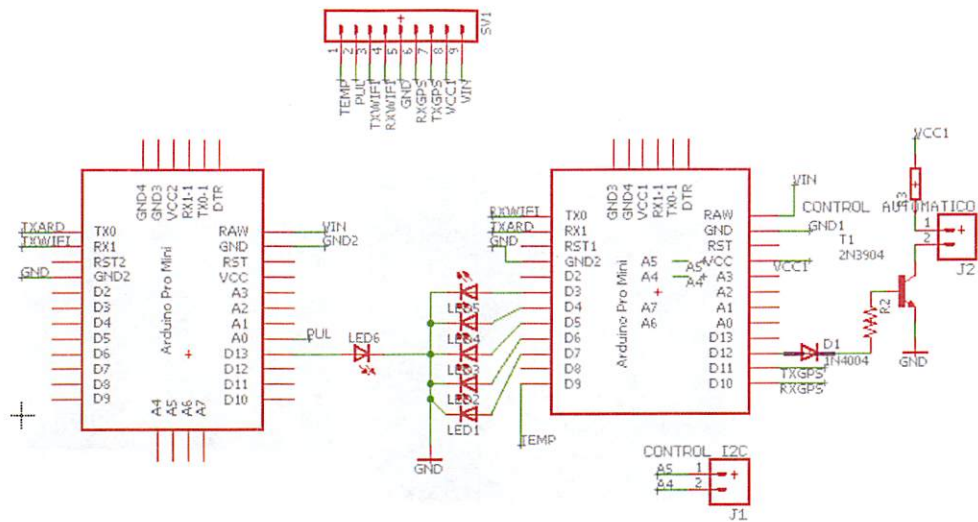 SV1
1 2 3 4 5 6 7 8 9
TEMP
PUL
TXWIFI
RXWIFI
GND
RXGPS
TXGPS
VCC1
VIN
GND4
GND3
VCC2
RX1-1
TX0-1
DTR
TXARD TX0
TXWIFI RX1
RST2
GND GND2
D2
D3
D4
D5
D6
D7
D8
D9
Arduino Pro Mini
A4
A5
A6
A7
RAW VIN
GND GND2
RST
VCC
A3
A2
A1
A0 PUL
D13
D12
D11
D10
LED6
LED5
LED4
LED3
LED2
LED1
GND
GND4
GND3
VCC1
RX1-1
TX0-1
DTR
RXWIFI TX0
TXARD RX1
GND RST1
GND2
D2
D3
D4
D5
D6
D7
D8
D9
TEMP
Arduino Pro Mini
A5 A5
A4 A4
A7
A6
RAW VIN
GND GND1
RST
VCC VCC1
A3
A2
A1
A0
D13
D12
D11 TXGPS
D10 RXGPS
D1
1N4004
R2
CONTROL AUTOMATICO
T1
2N3904
VCC1
1
2
J2
GND
CONTROL I2C
A5 1
A4 2
J1